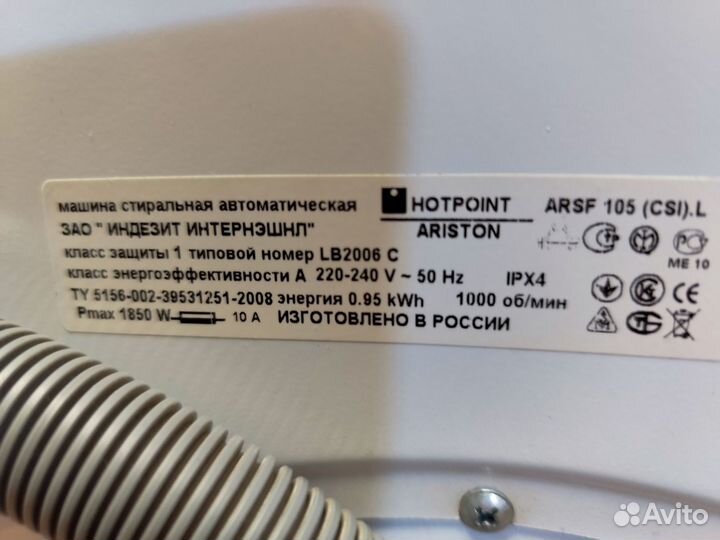 машина стиральная автоматическая
HOTPOINT
ARISTON
ARSF 105 (CSI).L
ЗАО " ИНДЕЗИТ ИНТЕРНЭШНЛ"
класс защиты 1 типовой номер LB2006 C
класс энергоэффективности A 220-240 V ~ 50 Hz IPX4
ТУ 5156-002-39531251-2008 энергия 0.95 kWh 1000 об/мин
Pmax 1850 W 10 A ИЗГОТОВЛЕНО В РОССИИ
ME 10
CE
Avito